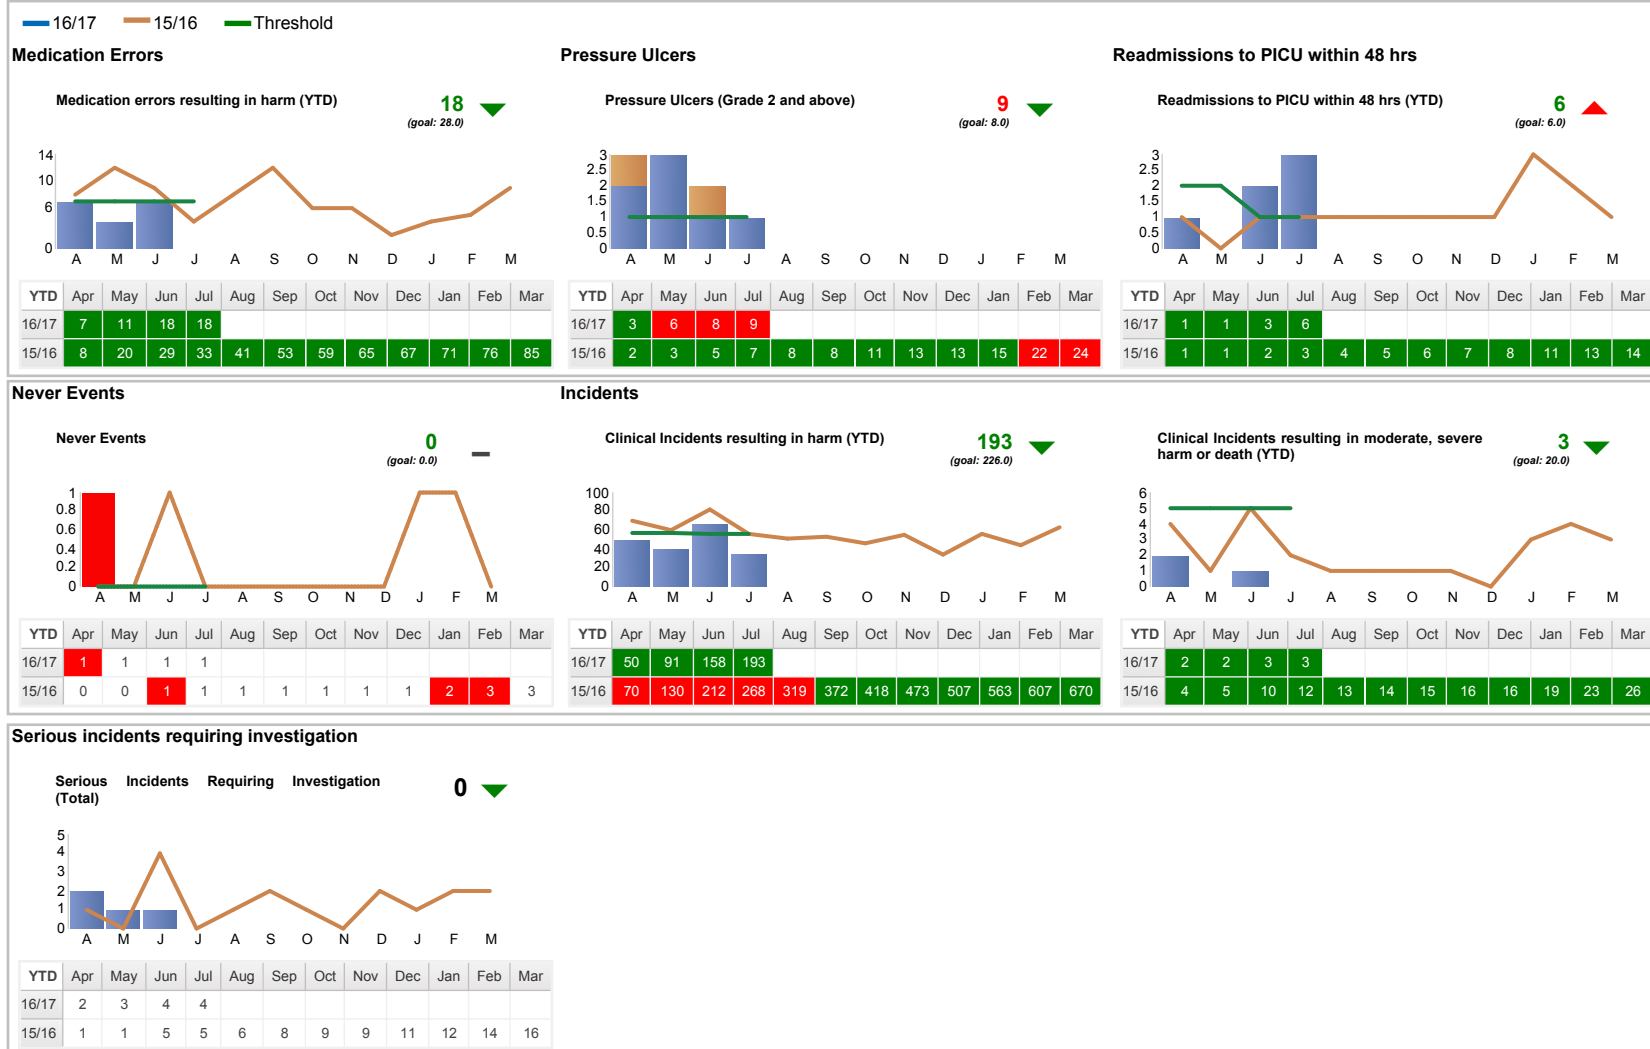 16/17 15/16 Threshold
Medication Errors
Pressure Ulcers
Readmissions to PICU within 48 hrs
Medication errors resulting in harm (YTD) 18
(goal: 28.0)
14
10
6
0
A M J J A S O N D J F M
YTD Apr May Jun Jul Aug Sep Oct Nov Dec Jan Feb Mar
16/17 7 11 18 18
15/16 8 20 29 33 41 53 59 65 67 71 76 85
Pressure Ulcers (Grade 2 and above) 9
(goal: 8.0)
3
2.5
2
1.5
1
0.5
0
A M J J A S O N D J F M
YTD Apr May Jun Jul Aug Sep Oct Nov Dec Jan Feb Mar
16/17 3 6 8 9
15/16 2 3 5 7 8 8 11 13 13 15 22 24
Readmissions to PICU within 48 hrs (YTD) 6
(goal: 6.0)
3
2.5
2
1.5
1
0.5
0
A M J J A S O N D J F M
YTD Apr May Jun Jul Aug Sep Oct Nov Dec Jan Feb Mar
16/17 1 1 3 6
15/16 1 1 2 3 4 5 6 7 8 11 13 14
Never Events
Incidents
Never Events 0
(goal: 0.0)
1
0.8
0.6
0.4
0.2
0
A M J J A S O N D J F M
YTD Apr May Jun Jul Aug Sep Oct Nov Dec Jan Feb Mar
16/17 1 1 1 1
15/16 0 0 1 1 1 1 1 1 1 2 3 3
Clinical Incidents resulting in harm (YTD) 193
(goal: 226.0)
100
80
60
40
20
0
A M J J A S O N D J F M
YTD Apr May Jun Jul Aug Sep Oct Nov Dec Jan Feb Mar
16/17 50 91 158 193
15/16 70 130 212 268 319 372 418 473 507 563 607 670
Clinical Incidents resulting in moderate, severe
harm or death (YTD)
3
(goal: 20.0)
6
5
4
3
2
1
0
A M J J A S O N D J F M
YTD Apr May Jun Jul Aug Sep Oct Nov Dec Jan Feb Mar
16/17 2 2 3 3
15/16 4 5 10 12 13 14 15 16 16 19 23 26
Serious incidents requiring investigation
Serious Incidents Requiring Investigation
(Total)
0
5
4
3
2
1
0
A M J J A S O N D J F M
YTD Apr May Jun Jul Aug Sep Oct Nov Dec Jan Feb Mar
16/17 2 3 4 4
15/16 1 1 5 5 6 8 9 9 11 12 14 16